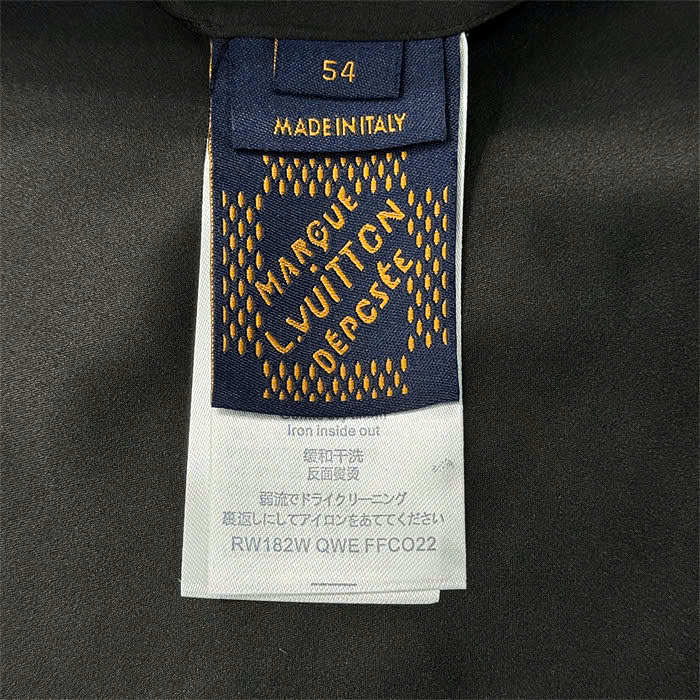 54
MADE IN ITALY
MARQUE
L.VUITTON
DÉPOSÉE
Iron inside out
缓和干洗
反面熨烫
弱流でドライクリーニング
裏返しにしてアイロンをあててください
RW182W QWE FFCO22